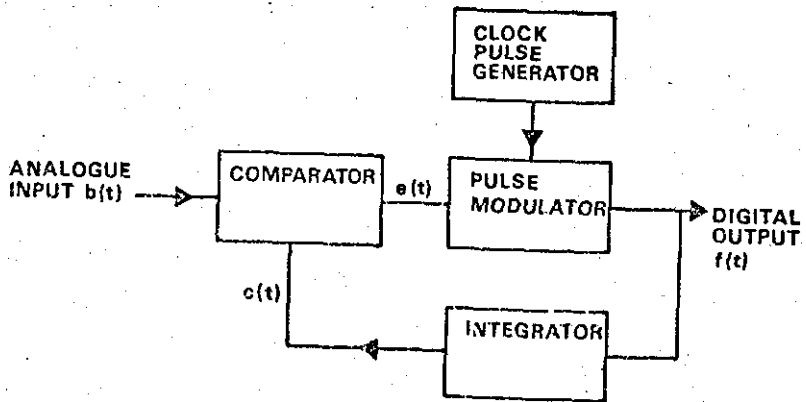 CLOCK
PULSE
GENERATOR
ANALOGUE
INPUT b(t)
COMPARATOR
e(t)
PULSE
MODULATOR
DIGITAL
OUTPUT
f(t)
c(t)
INTEGRATOR